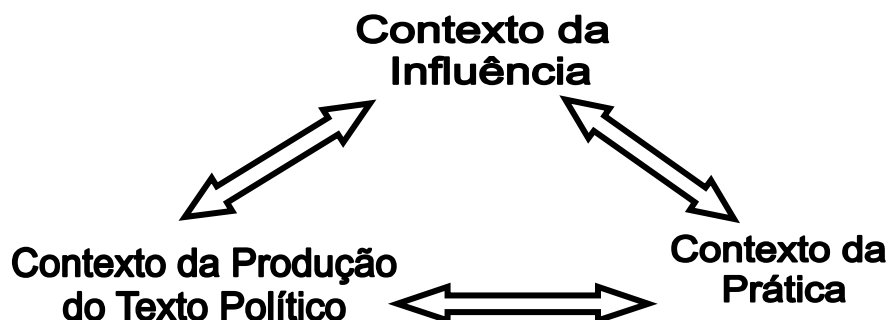 Contexto da
Influência
Contexto da Produção
do Texto Político
Contexto da
Prática